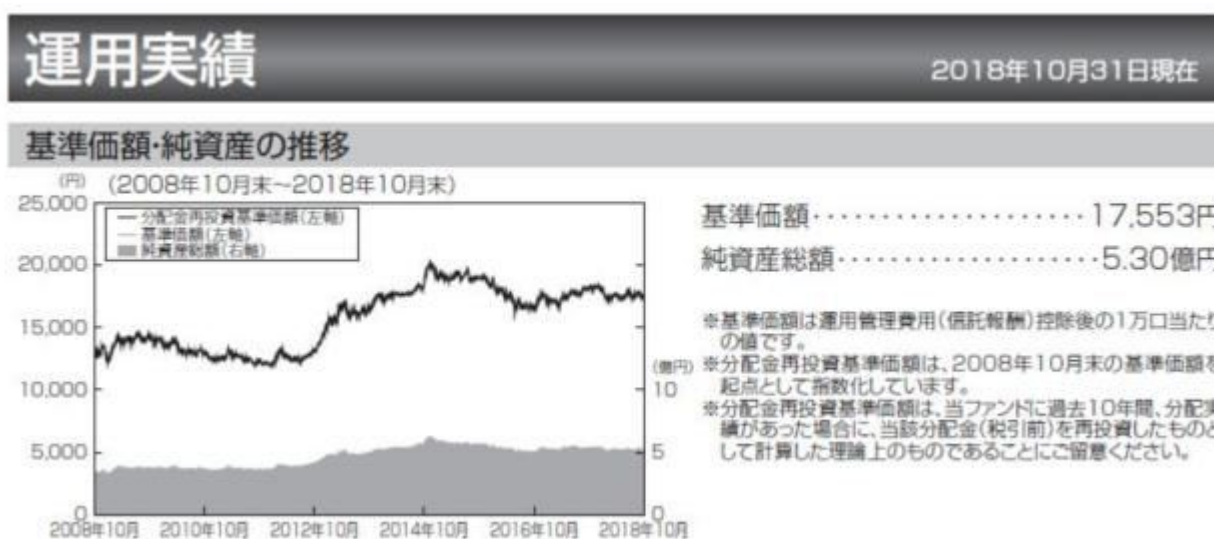 運用実績
2018年10月31日現在
基準価額・純資産の推移
(円) (2008年10月末～2018年10月末)
25,000
20,000
15,000
10,000
5,000
0
分配金再投資基準価額(左軸)
基準価額(左軸)
純資産総額(右軸)
(億円)
10
5
0
2008年10月 2010年10月 2012年10月 2014年10月 2016年10月 2018年10月
基準価額・・・・・・・・・・・・・・・・・・・・17,553円
純資産総額・・・・・・・・・・・・・・・・・・・5.30億円
※基準価額は運用管理費用(信託報酬)控除後の1万口当たり
の値です。
※分配金再投資基準価額は、2008年10月末の基準価額を
起点として指数化しています。
※分配金再投資基準価額は、当ファンドに過去10年間、分配実
績があった場合に、当該分配金(税引前)を再投資したものと
して計算した理論上のものであることにご留意ください。